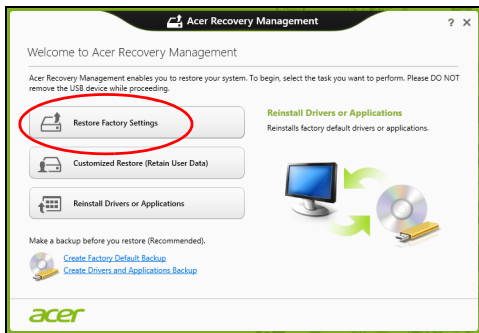 Acer Recovery Management
? ×
Welcome to Acer Recovery Management
Acer Recovery Management enables you to restore your system. To begin, select the task you want to perform. Please DO NOT
remove the USB device while proceeding.
Restore Factory Settings
Customized Restore (Retain User Data)
Reinstall Drivers or Applications
Reinstall Drivers or Applications
Reinstalls factory default drivers or applications.
Make a backup before you restore (Recommended).
Create Factory Default Backup
Create Drivers and Applications Backup
acer